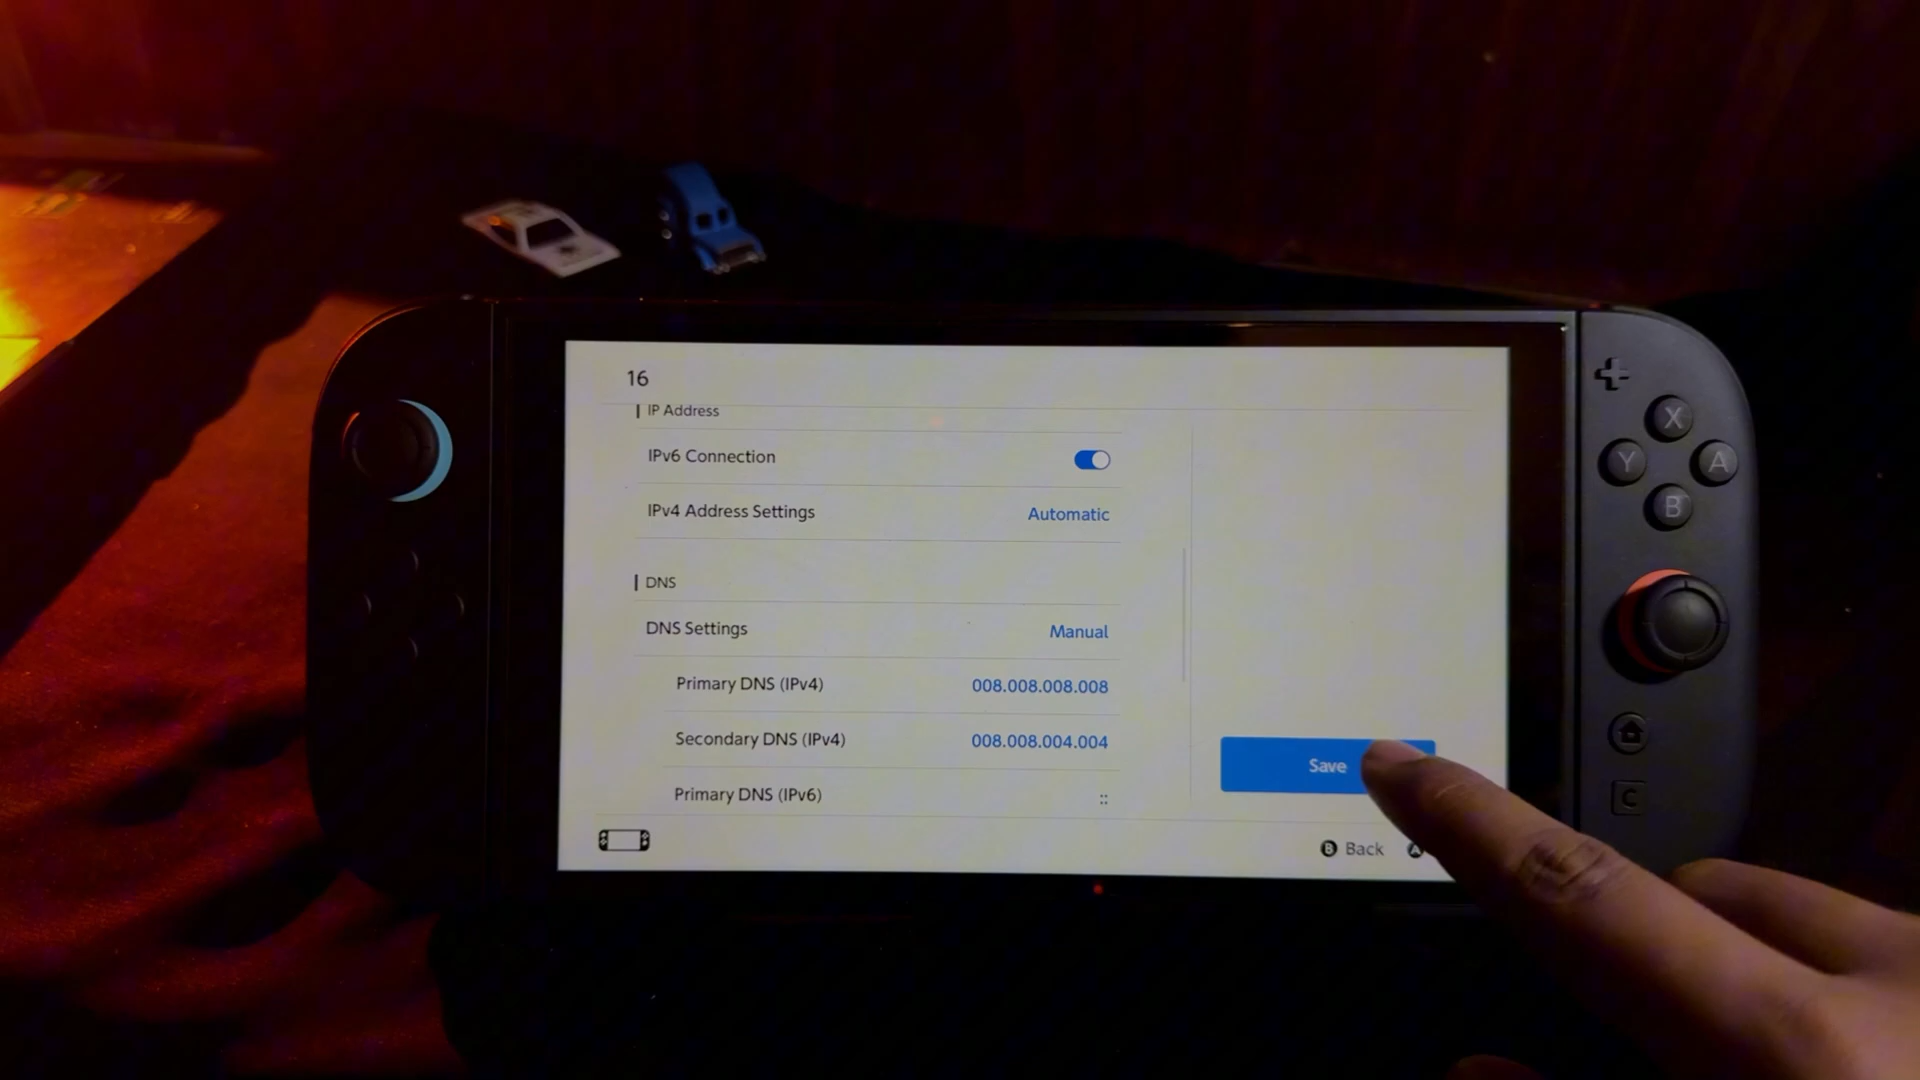 16
IP Address
IPv6 Connection
IPv4 Address Settings Automatic
DNS
DNS Settings Manual
Primary DNS (IPv4) 008.008.008.008
Secondary DNS (IPv4) 008.008.004.004
Primary DNS (IPv6) ::
Save
B Back A
X
Y A
B
C